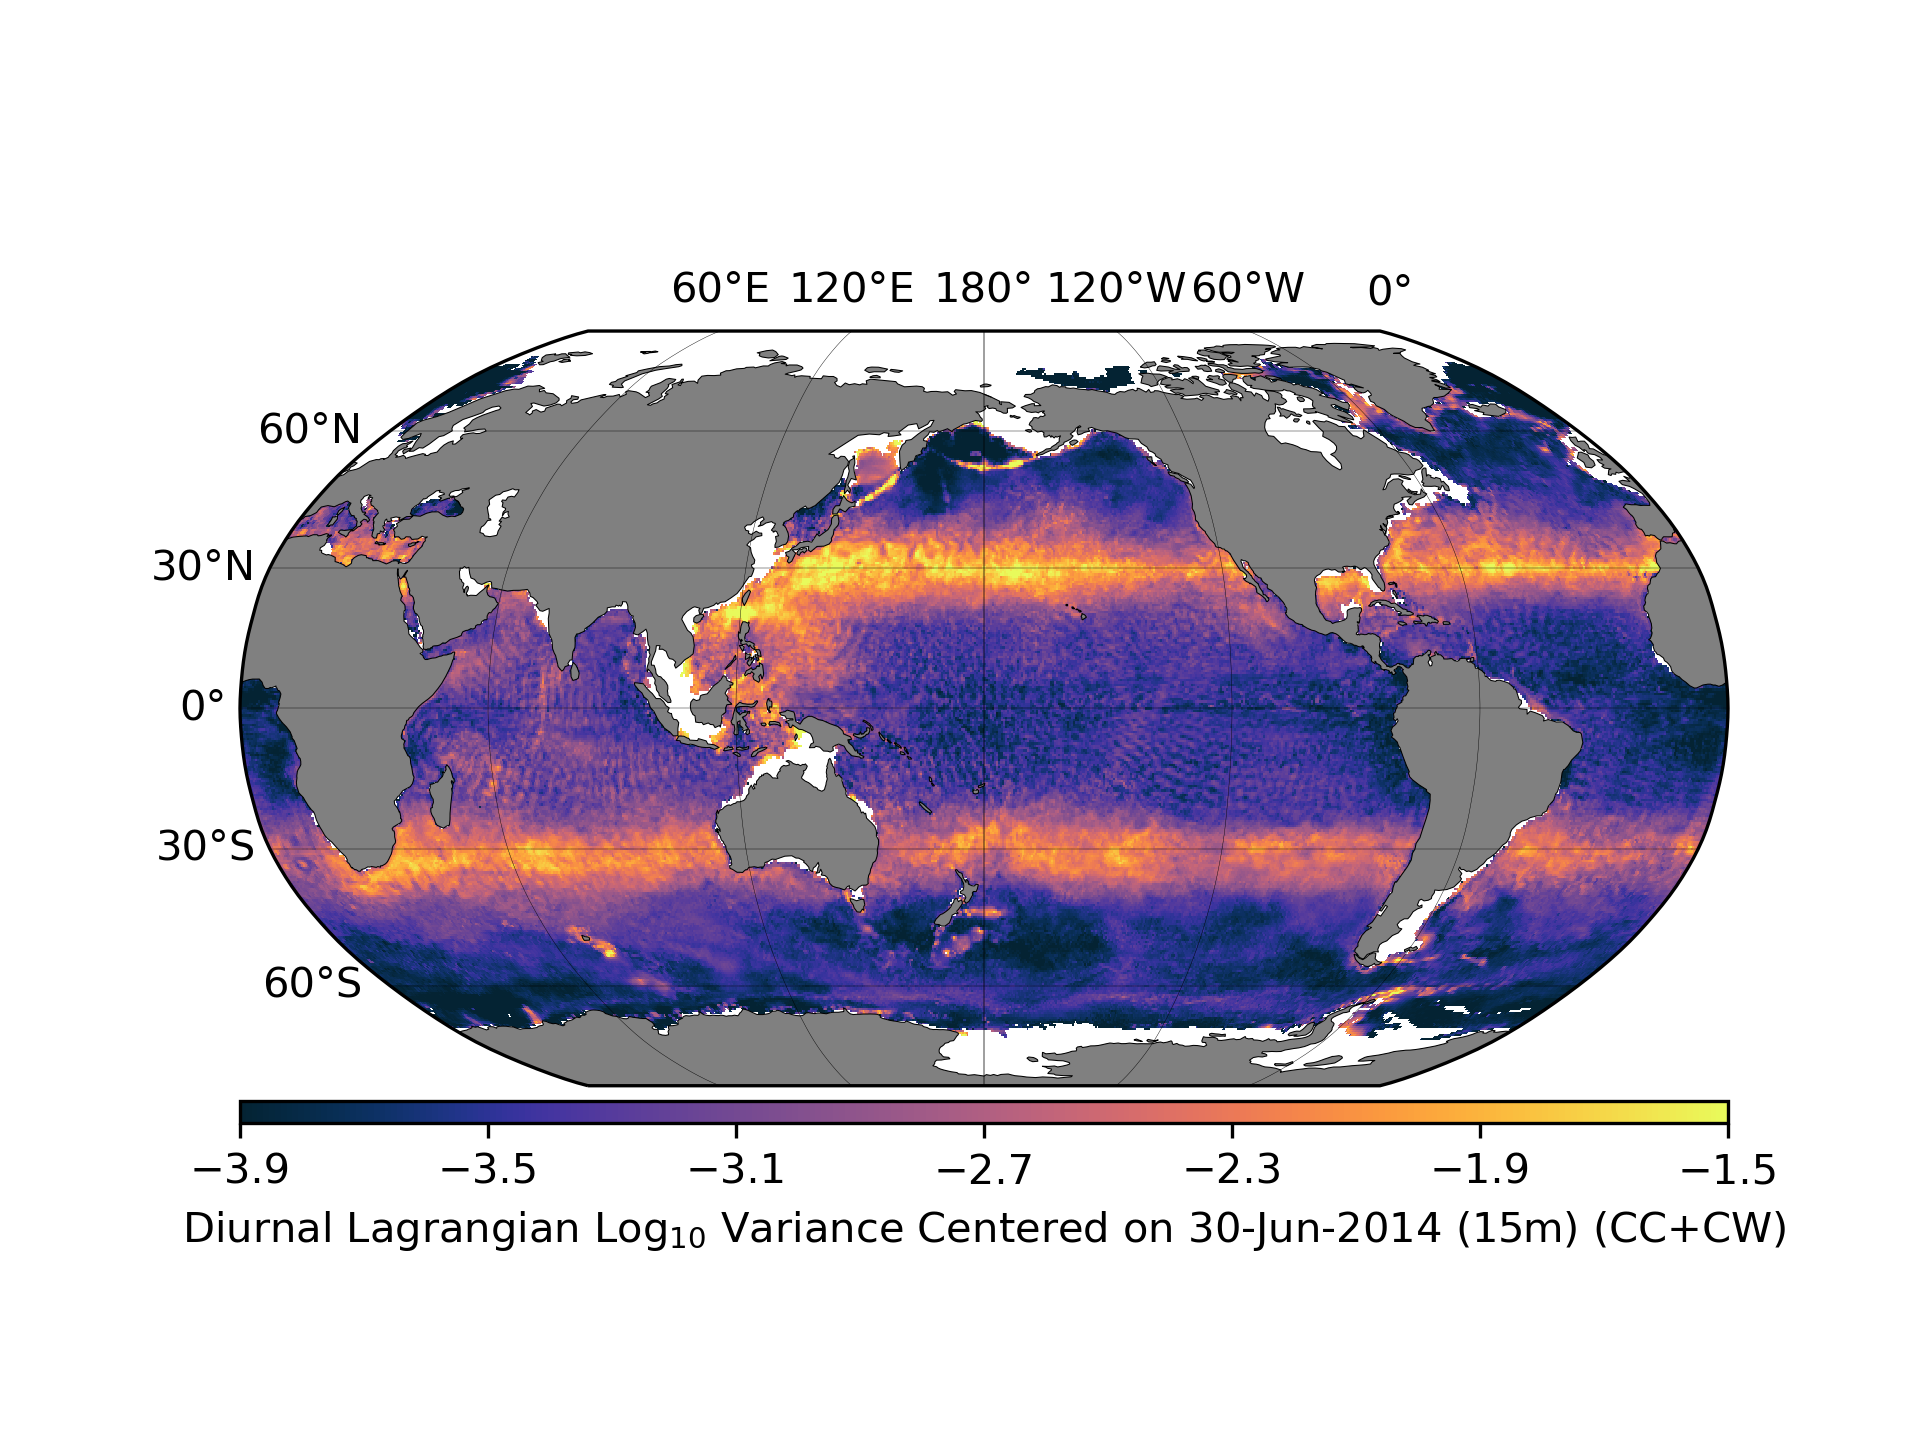 60°E 120°E 180° 120°W 60°W 0°
60°N
30°N
0°
30°S
60°S
−3.9 −3.5 −3.1 −2.7 −2.3 −1.9 −1.5
Diurnal Lagrangian Log₁₀ Variance Centered on 30-Jun-2014 (15m) (CC+CW)